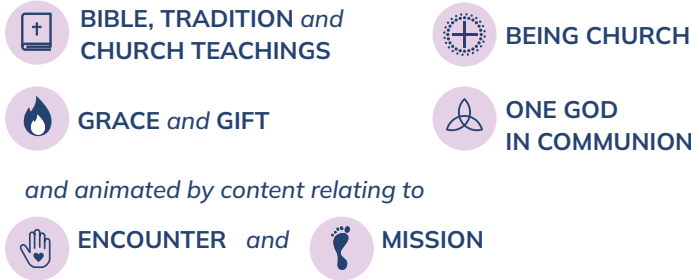 BIBLE, TRADITION and
CHURCH TEACHINGS
BEING CHURCH
GRACE and GIFT
ONE GOD
IN COMMUNION
and animated by content relating to
ENCOUNTER and MISSION